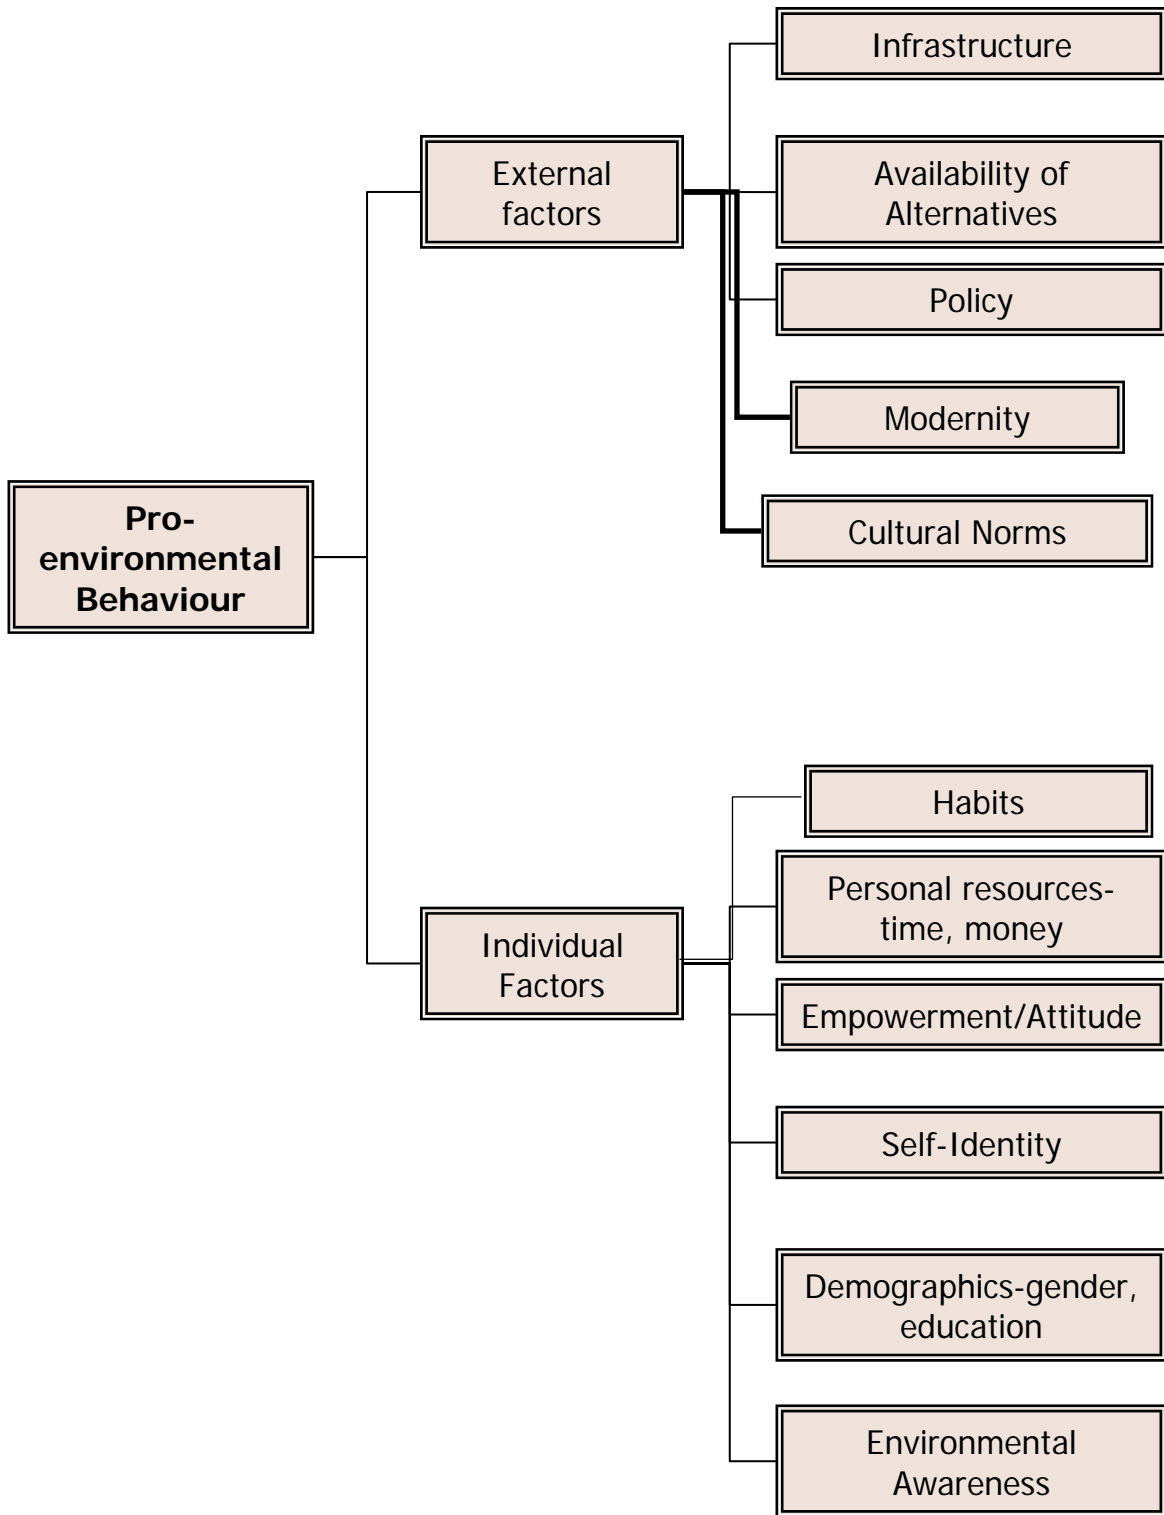 Infrastructure
External
factors
Availability of
Alternatives
Policy
Modernity
Cultural Norms
Pro-
environmental
Behaviour
Habits
Individual
Factors
Personal resources-
time, money
Empowerment/Attitude
Self-Identity
Demographics-gender,
education
Environmental
Awareness